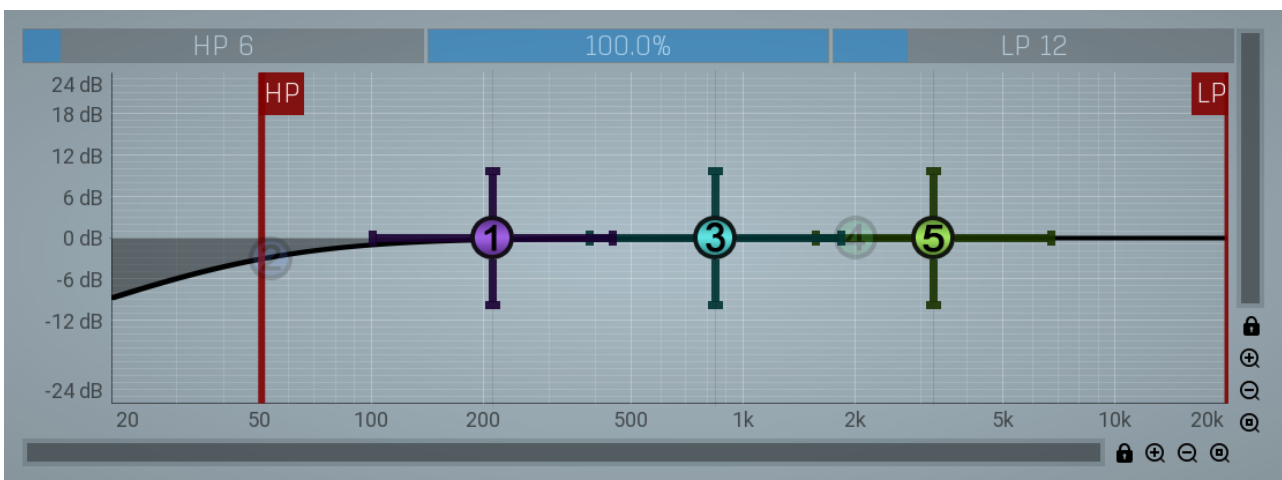 HP 6 100.0% LP 12
24 dB HP LP
18 dB
12 dB
6 dB
0 dB 1 3 4 5
2
-6 dB
-12 dB
-24 dB
20 50 100 200 500 1k 2k 5k 10k 20k